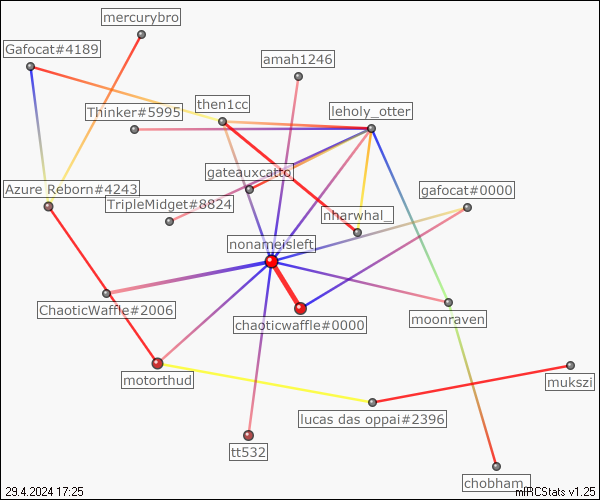 mercurybro
Gafocat#4189
amah1246
then1cc
Thinker#5995
leholy_otter
gateauxcatto
Azure Reborn#4243
gafocat#0000
TripleMidget#8824
nharwhal_
nonameisleft
ChaoticWaffle#2006
chaoticwaffle#0000
moonraven
motorthud
mukszi
lucas das oppai#2396
tt532
chobham_
29.4.2024 17:25
mIRCStats v1.25